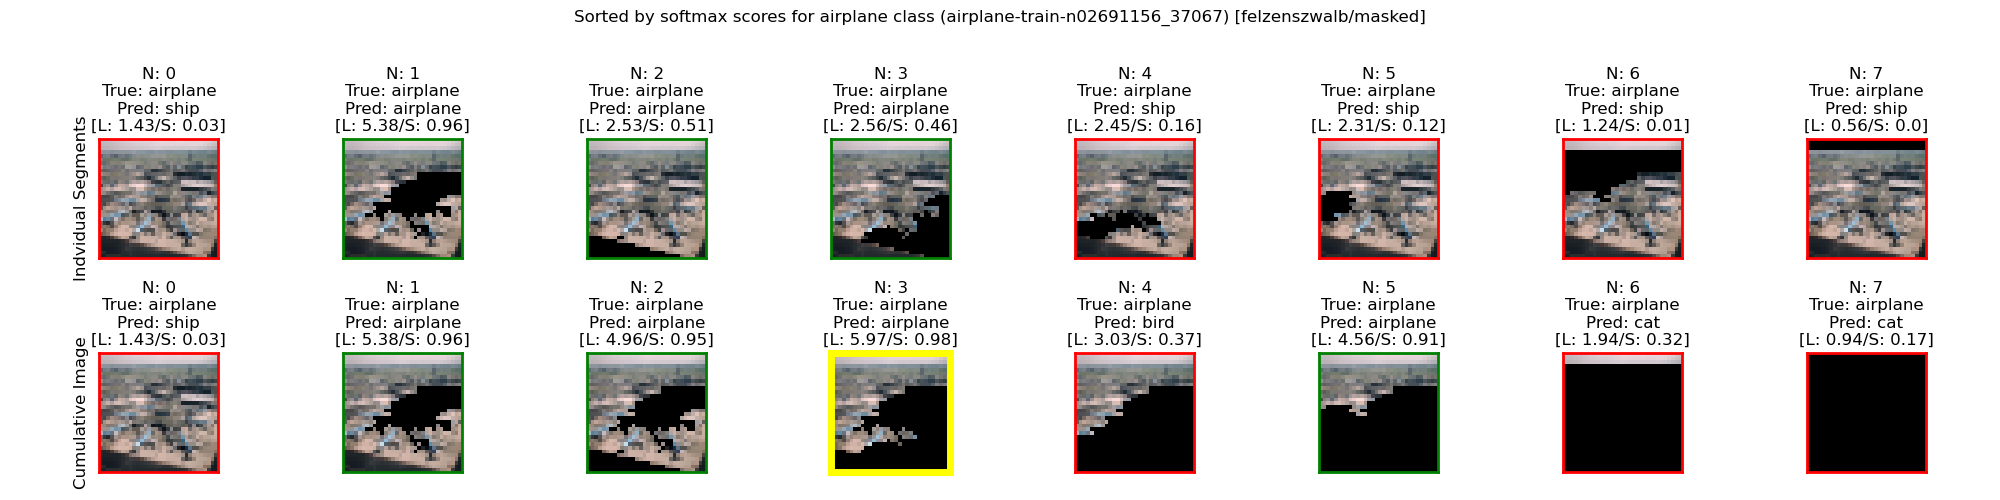 Sorted by softmax scores for airplane class (airplane-train-n02691156_37067) [felzenszwalb/masked]
Indvidual Segments
N: 0
True: airplane
Pred: ship
[L: 1.43/S: 0.03]
N: 1
True: airplane
Pred: airplane
[L: 5.38/S: 0.96]
N: 2
True: airplane
Pred: airplane
[L: 2.53/S: 0.51]
N: 3
True: airplane
Pred: airplane
[L: 2.56/S: 0.46]
N: 4
True: airplane
Pred: ship
[L: 2.45/S: 0.16]
N: 5
True: airplane
Pred: ship
[L: 2.31/S: 0.12]
N: 6
True: airplane
Pred: ship
[L: 1.24/S: 0.01]
N: 7
True: airplane
Pred: ship
[L: 0.56/S: 0.0]
Cumulative Image
N: 0
True: airplane
Pred: ship
[L: 1.43/S: 0.03]
N: 1
True: airplane
Pred: airplane
[L: 5.38/S: 0.96]
N: 2
True: airplane
Pred: airplane
[L: 4.96/S: 0.95]
N: 3
True: airplane
Pred: airplane
[L: 5.97/S: 0.98]
N: 4
True: airplane
Pred: bird
[L: 3.03/S: 0.37]
N: 5
True: airplane
Pred: airplane
[L: 4.56/S: 0.91]
N: 6
True: airplane
Pred: cat
[L: 1.94/S: 0.32]
N: 7
True: airplane
Pred: cat
[L: 0.94/S: 0.17]